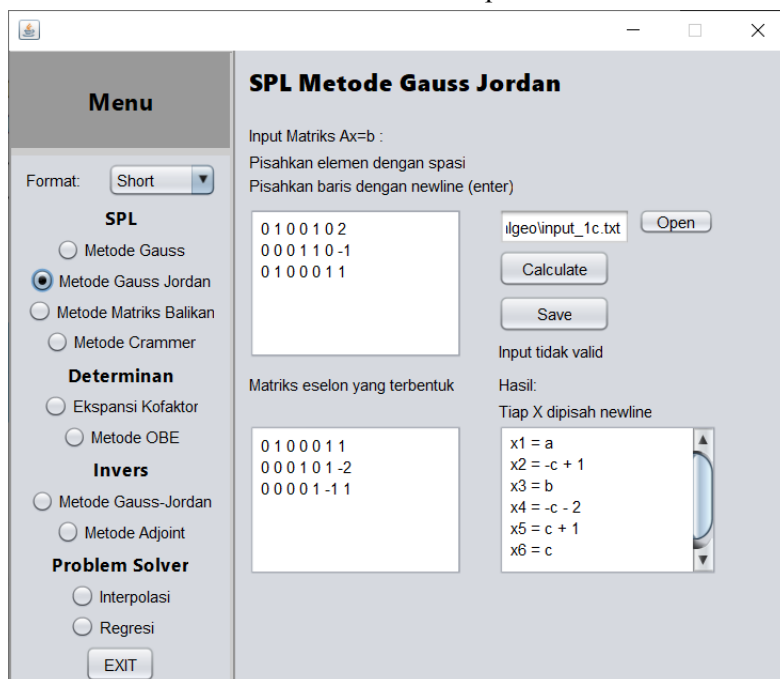 Menu
Format:
Short
SPL
Metode Gauss
Metode Gauss Jordan
Metode Matriks Balikan
Metode Crammer
Determinan
Ekspansi Kofaktor
Metode OBE
Invers
Metode Gauss-Jordan
Metode Adjoint
Problem Solver
Interpolasi
Regresi
EXIT
SPL Metode Gauss Jordan
Input Matriks Ax=b :
Pisahkan elemen dengan spasi
Pisahkan baris dengan newline (enter)
0 1 0 0 1 0 2
0 0 0 1 1 0 -1
0 1 0 0 0 1 1
ılgeo\input_1c.txt
Open
Calculate
Save
Input tidak valid
Matriks eselon yang terbentuk
0 1 0 0 0 1 1
0 0 0 1 0 1 -2
0 0 0 0 1 -1 1
Hasil:
Tiap X dipisah newline
x1 = a
x2 = -c + 1
x3 = b
x4 = -c - 2
x5 = c + 1
x6 = c